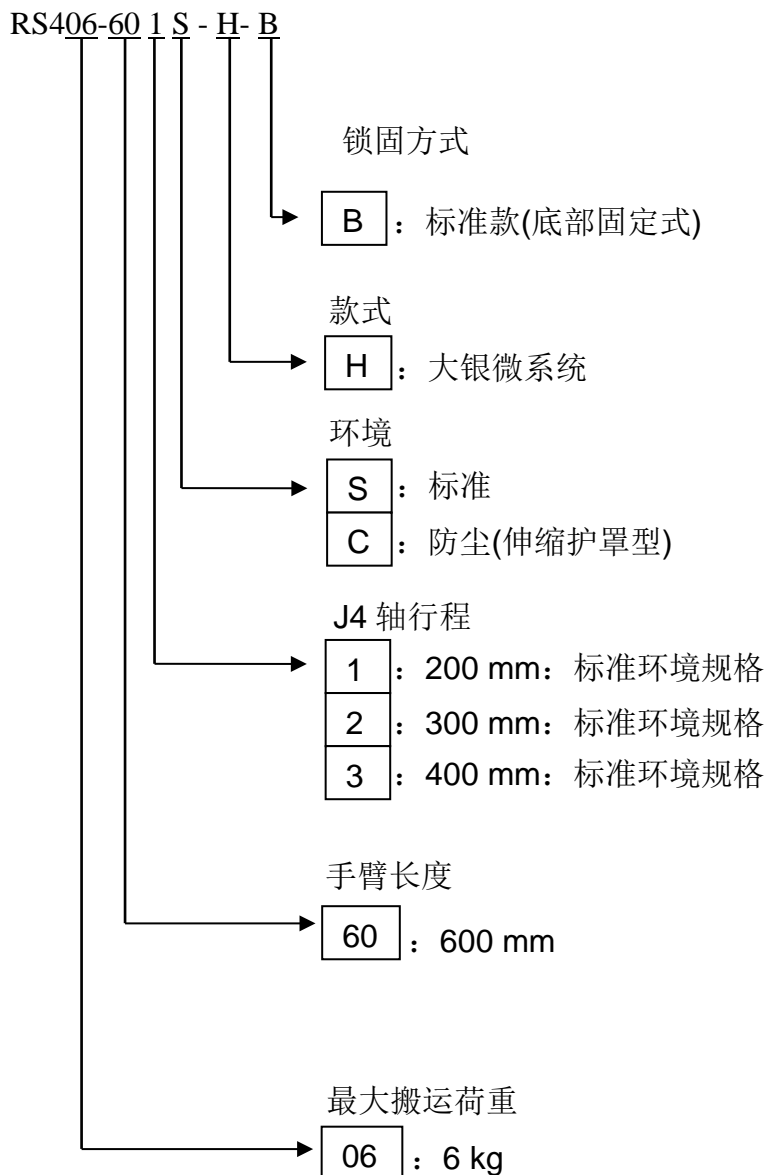 RS406-60 1 S - H- B
锁固方式
B ：标准款(底部固定式)
款式
H ：大银微系统
环境
S ：标准
C ：防尘(伸缩护罩型)
J4 轴行程
1 ：200 mm：标准环境规格
2 ：300 mm：标准环境规格
3 ：400 mm：标准环境规格
手臂长度
60 ：600 mm
最大搬运荷重
06 ：6 kg